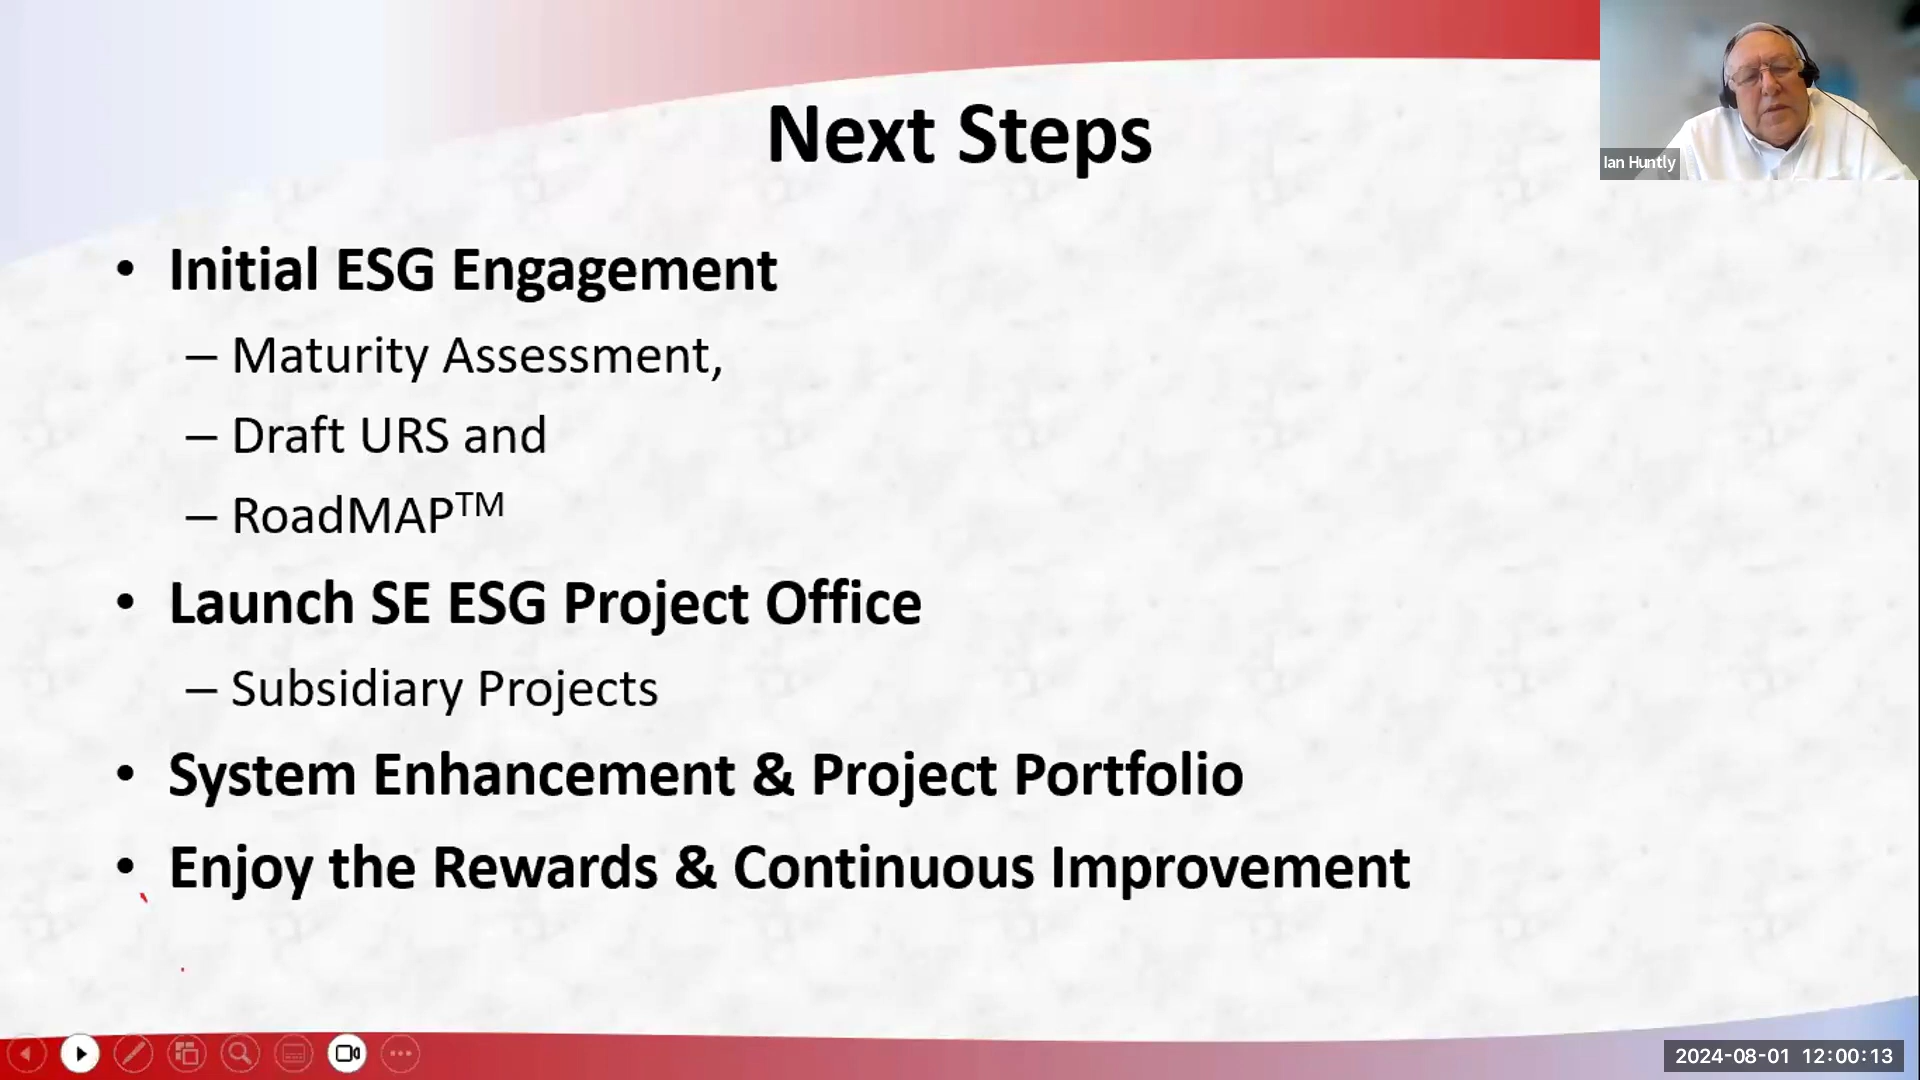 Next Steps
Ian Huntly
• Initial ESG Engagement
– Maturity Assessment,
– Draft URS and
– RoadMAP™
• Launch SE ESG Project Office
– Subsidiary Projects
• System Enhancement & Project Portfolio
• Enjoy the Rewards & Continuous Improvement
2024-08-01 12:00:13